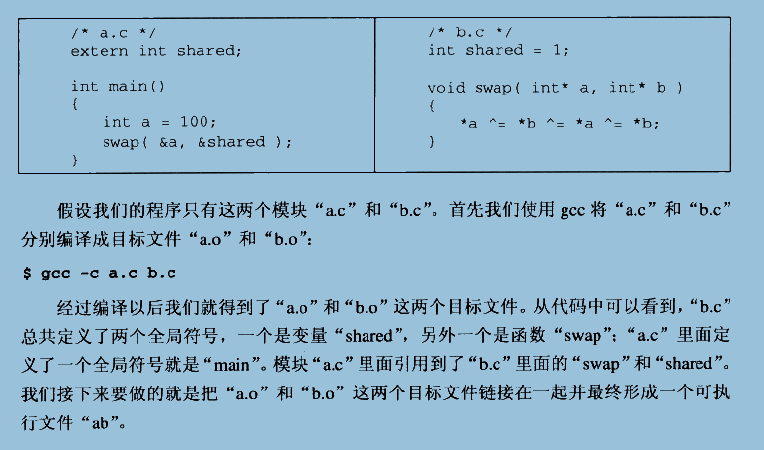 /* a.c */
extern int shared;
int main()
{
int a = 100;
swap( &a, &shared );
}
/* b.c */
int shared = 1;
void swap( int* a, int* b )
{
*a ^= *b ^= *a ^= *b;
}
假设我们的程序只有这两个模块“a.c”和“b.c”。首先我们使用 gcc 将“a.c”和“b.c”
分别编译成目标文件“a.o”和“b.o”:
$ gcc -c a.c b.c
经过编译以后我们就得到了“a.o”和“b.o”这两个目标文件。从代码中可以看到，“b.c”
总共定义了两个全局符号，一个是变量“shared”，另外一个是函数“swap”；“a.c”里面定
义了一个全局符号就是“main”。模块“a.c”里面引用到了“b.c”里面的“swap”和“shared”。
我们接下来要做的就是把“a.o”和“b.o”这两个目标文件链接在一起并最终形成一个可执
行文件“ab”。